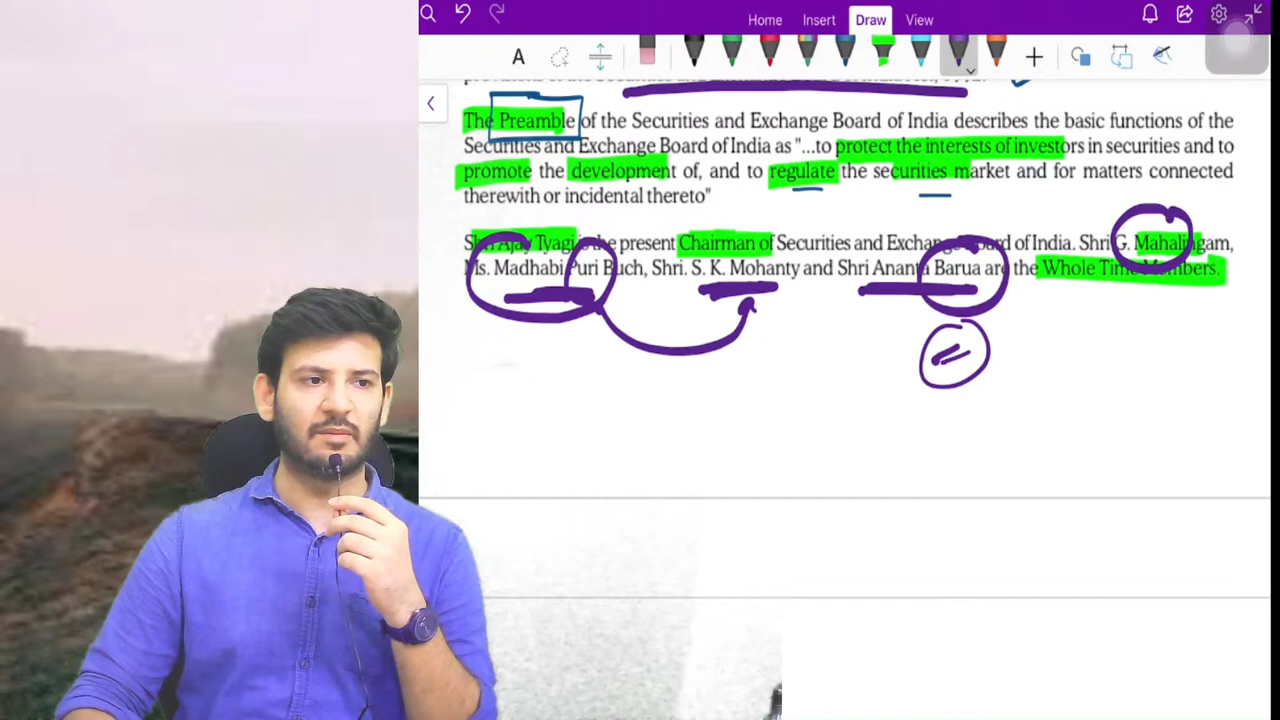 Home Insert Draw View
A
The Preamble of the Securities and Exchange Board of India describes the basic functions of the
Securities and Exchange Board of India as "...to protect the interests of investors in securities and to
promote the development of, and to regulate the securities market and for matters connected
therewith or incidental thereto"
Shri Ajay Tyagi is the present Chairman of Securities and Exchange Board of India. Shri G. Mahalingam,
Ms. Madhabi Puri Buch, Shri. S. K. Mohanty and Shri Ananta Barua are the Whole Time Members.